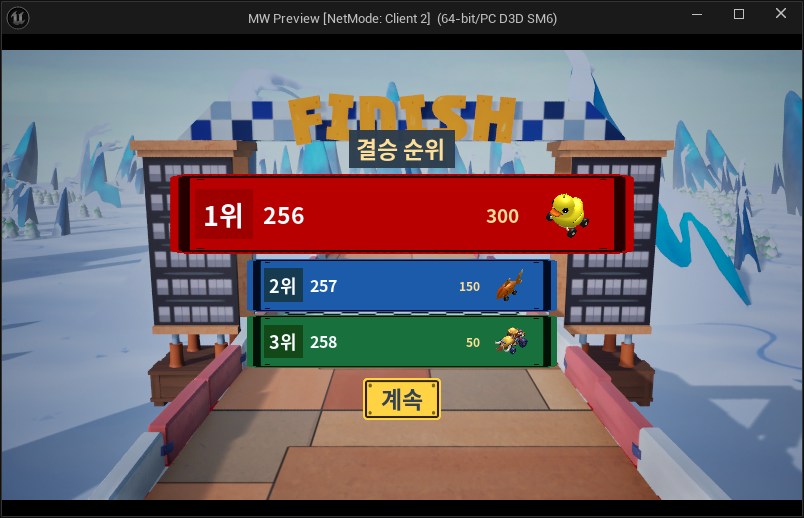 MW Preview [NetMode: Client 2] (64-bit/PC D3D SM6)
FINISH
결승 순위
1위 256 300
2위 257 150
3위 258 50
계속